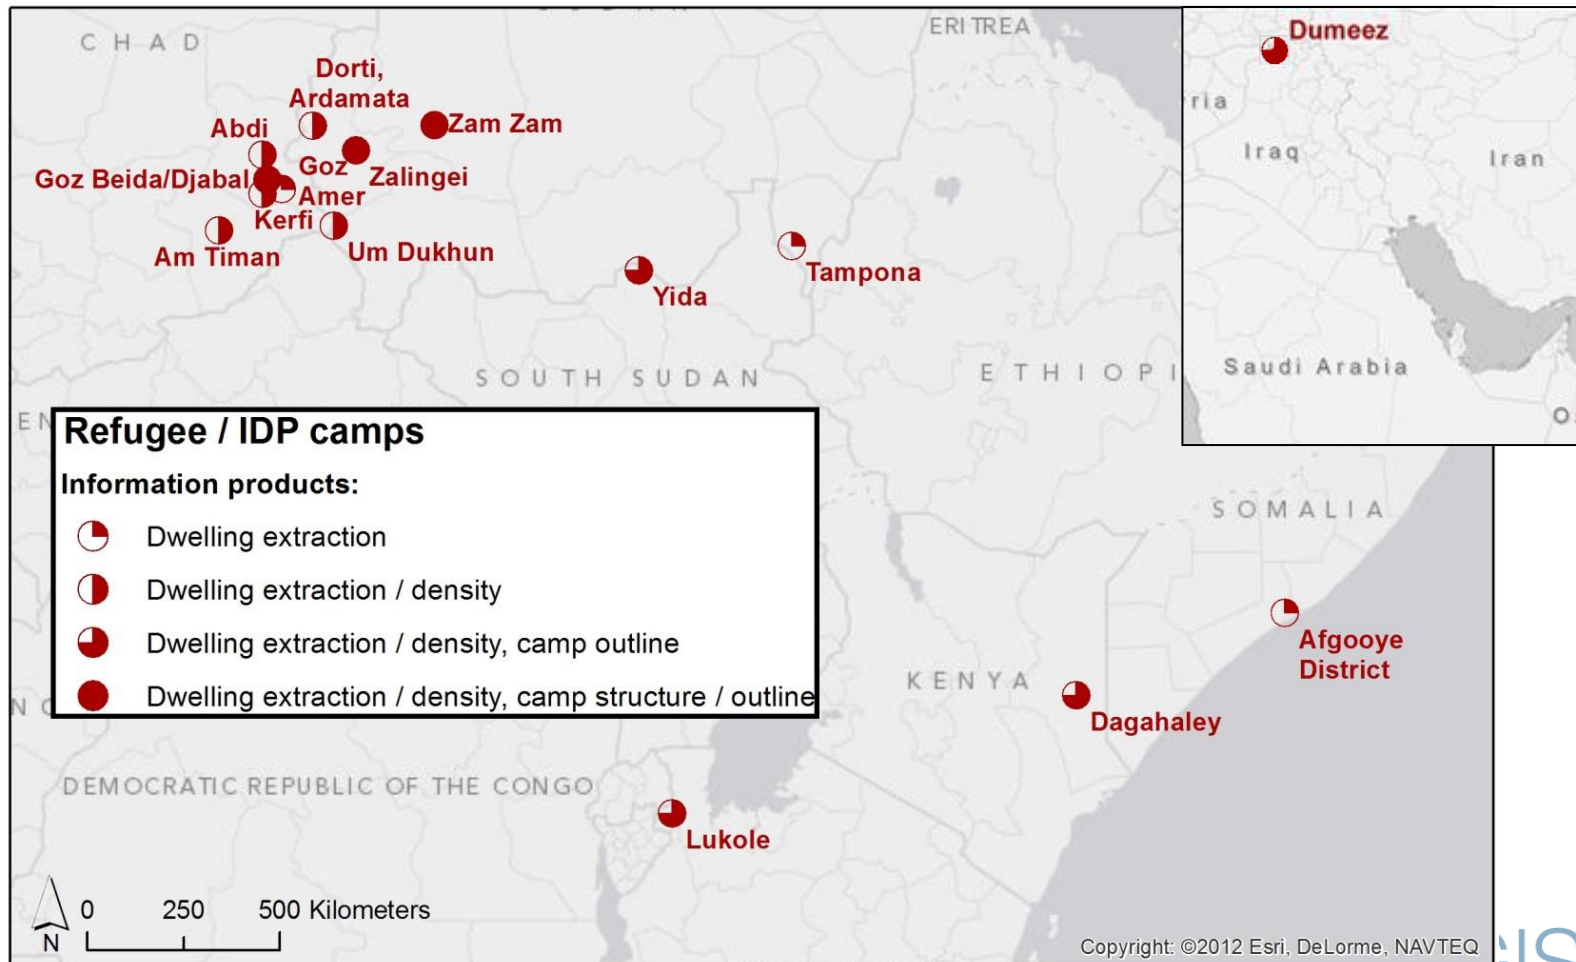 CHAD
ERITREA
Dumeez
Dorti,
Ardamata
Zam Zam
Abdi
ria
Iraq
Iran
Goz Beida/Djabal
Goz
Amer
Zalingei
Kerfi
Am Timan
Um Dukhun
Tampona
Yida
SOUTH SUDAN
ETHIOPI
Saudi Arabia
O
EN
Refugee / IDP camps
Information products:
Dwelling extraction
Dwelling extraction / density
Dwelling extraction / density, camp outline
Dwelling extraction / density, camp structure / outline
SOMALIA
Afgooye
District
KENYA
Dagahaley
DEMOCRATIC REPUBLIC OF THE CONGO
Lukole
0 250 500 Kilometers
N
Copyright: ©2012 Esri, DeLorme, NAVTEQ